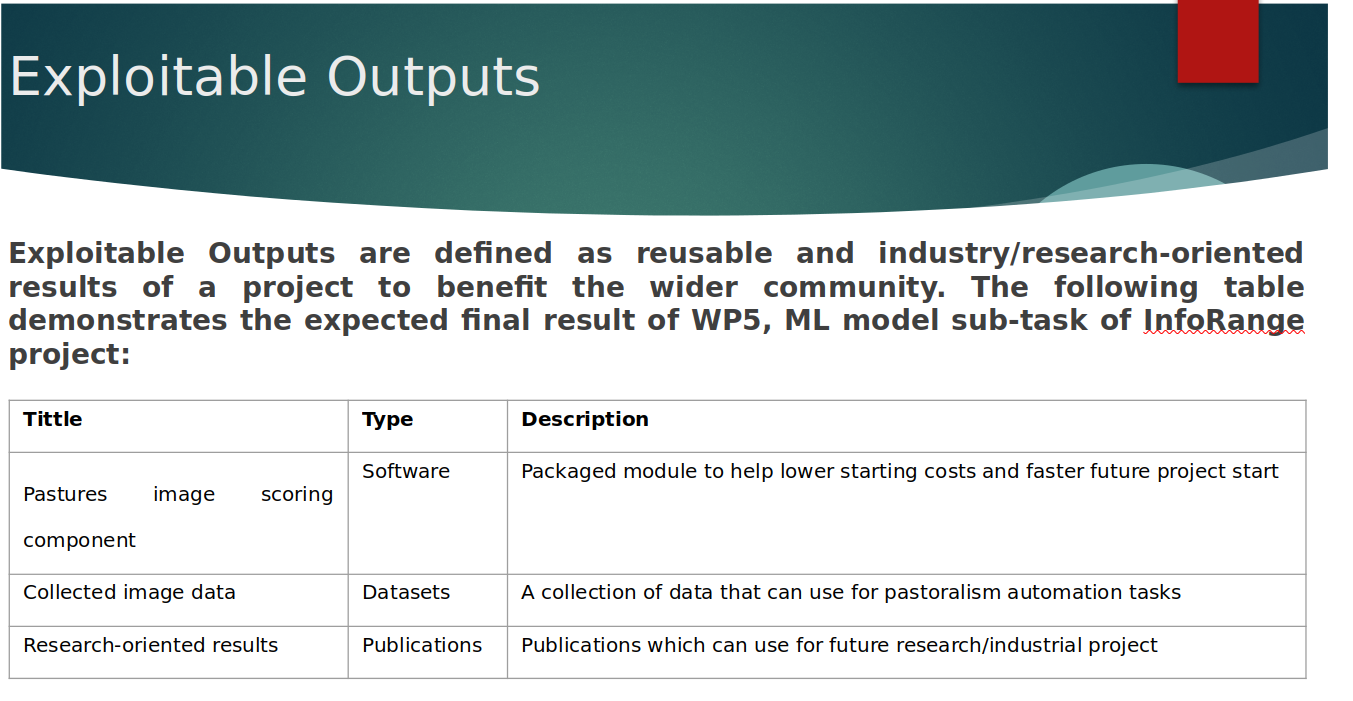 Exploitable Outputs
Exploitable Outputs are defined as reusable and industry/research-oriented
results of a project to benefit the wider community. The following table
demonstrates the expected final result of WP5, ML model sub-task of InfoRange
project:
Tittle Type Description
Pastures image scoring
component
Software Packaged module to help lower starting costs and faster future project start
Collected image data Datasets A collection of data that can use for pastoralism automation tasks
Research-oriented results Publications Publications which can use for future research/industrial project